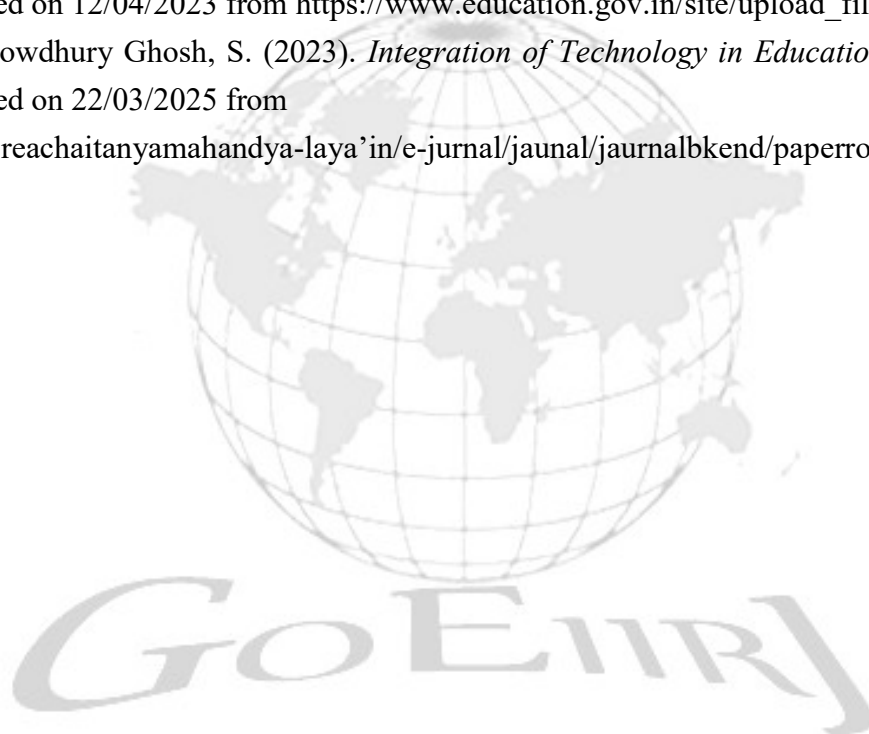 ed on 12/04/2023 from https://www.education.gov.in/site/upload_fil
owdhury Ghosh, S. (2023). Integration of Technology in Educatio
ed on 22/03/2025 from
reachaitanyamahandya-laya’in/e-jurnal/jaunal/jaurnalbkend/paperro
GOEIIRJ